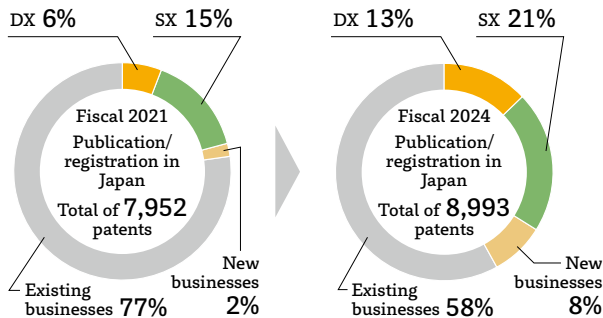 DX 6%
SX 15%
Fiscal 2021
Publication/
registration in
Japan
Total of 7,952
patents
New
businesses
2%
Existing
businesses 77%
DX 13%
SX 21%
Fiscal 2024
Publication/
registration in
Japan
Total of 8,993
patents
New
businesses
8%
Existing
businesses 58%